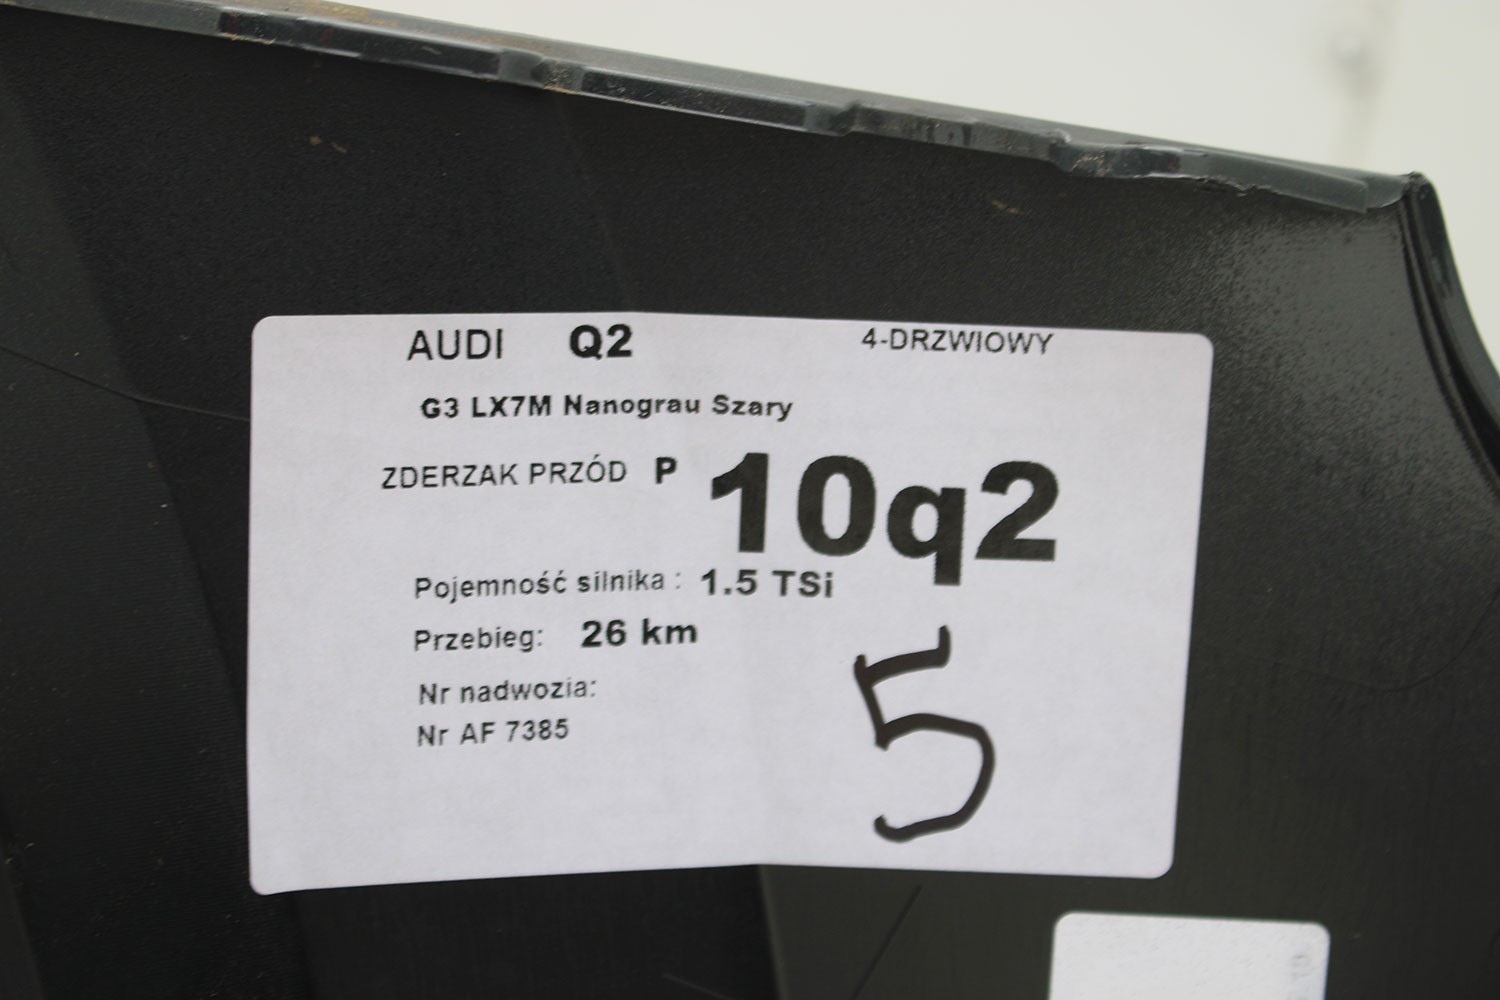 AUDI Q2 4-DRZWIOWY
G3 LX7M Nanograu Szary
ZDERZAK PRZÓD P 10q2
Pojemność silnika : 1.5 TSi
Przebieg: 26 km
5
Nr nadwozia:
Nr AF 7385